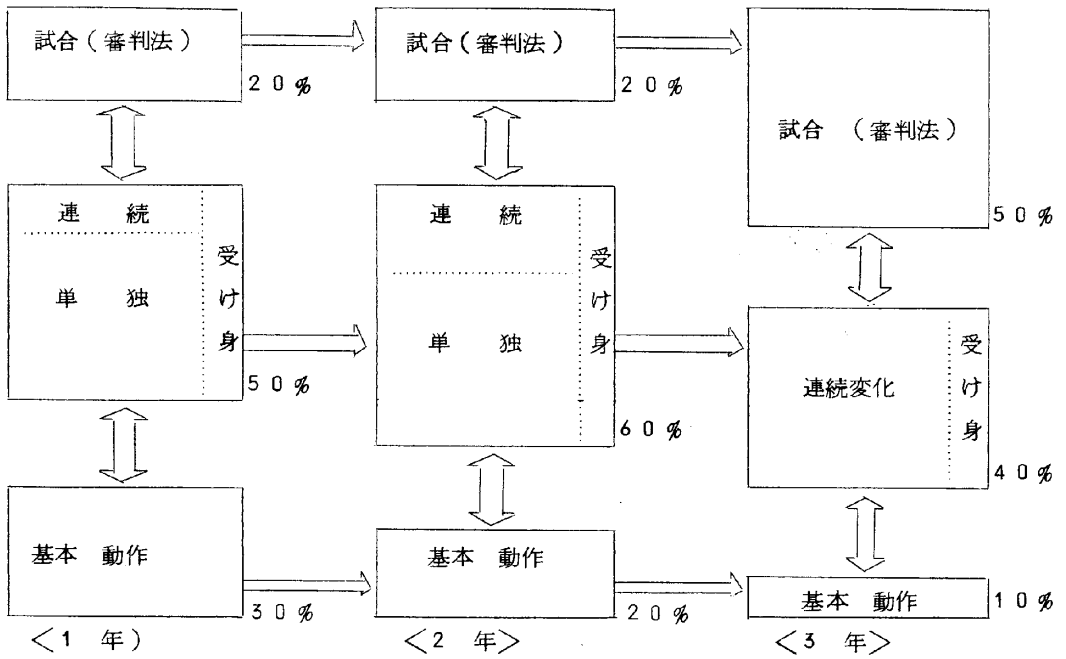 試合(審判法)
20%
連 続
単 独
受け身
50%
基本 動作
30%
<1 年)
試合(審判法)
20%
連 続
単 独
受け身
60%
基本 動作
20%
<2 年>
試合 (審判法)
50%
連続変化
受け身
40%
基本 動作
10%
<3 年>